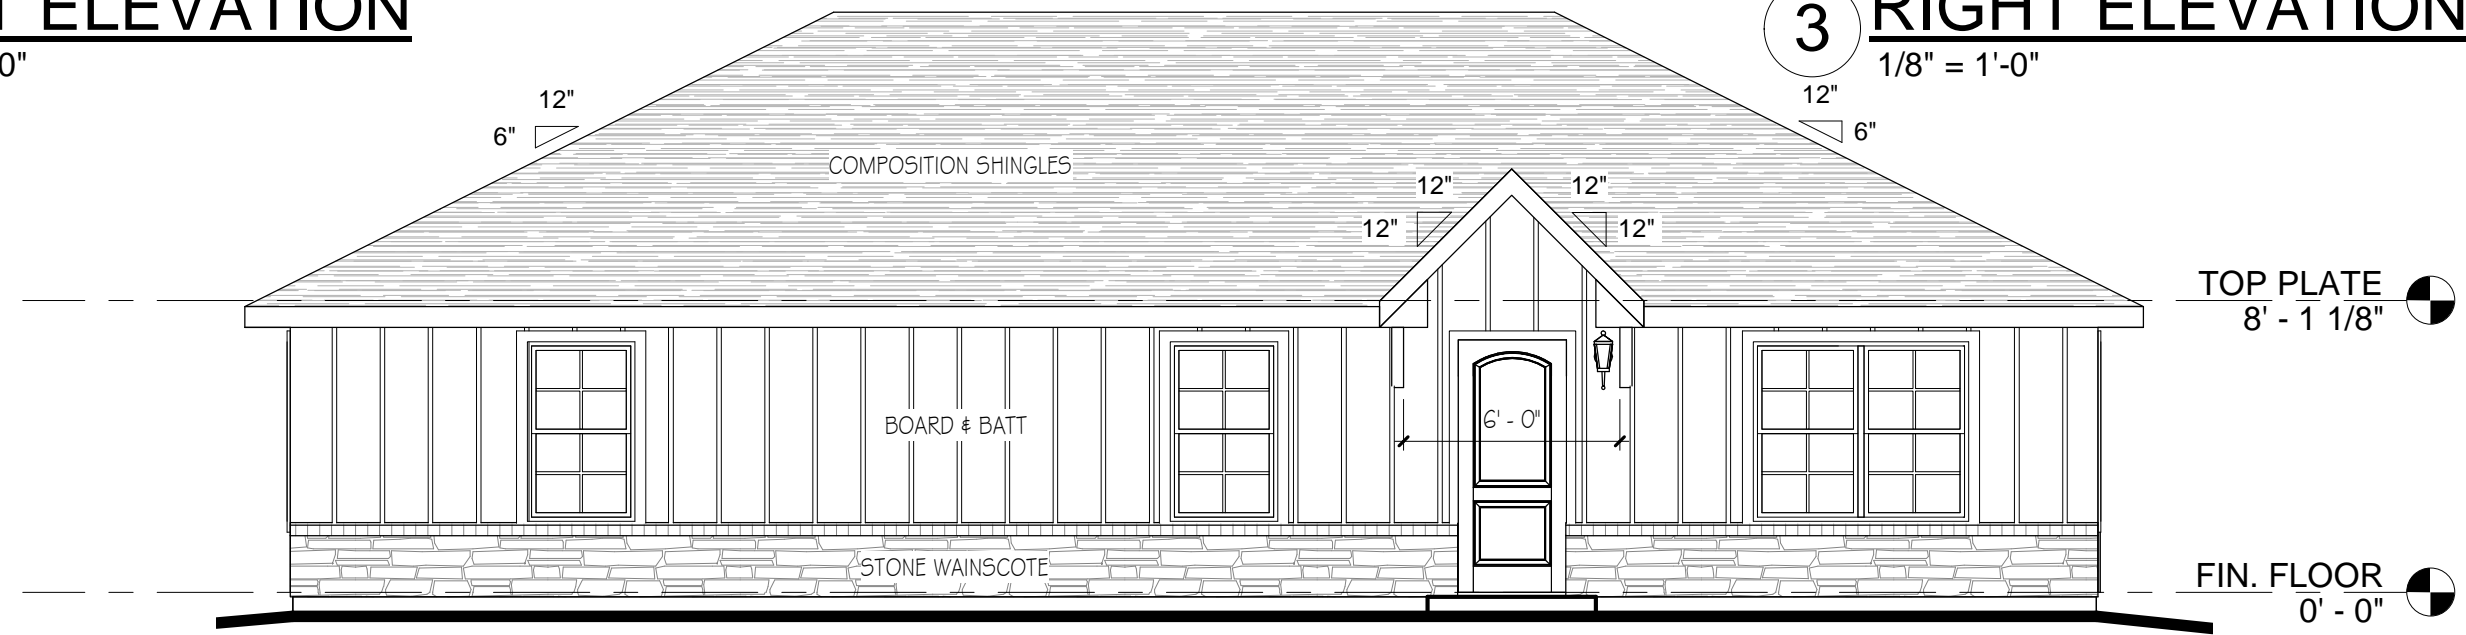 ELEVATION
0"
3
RIGHT ELEVATION
1/8" = 1'-0"
12"
6"
12"
6"
COMPOSITION SHINGLES
12"
12"
12"
12"
TOP PLATE
8' - 1 1/8"
BOARD & BATT
6' - 0"
STONE WAINSCOTE
FIN. FLOOR
0' - 0"